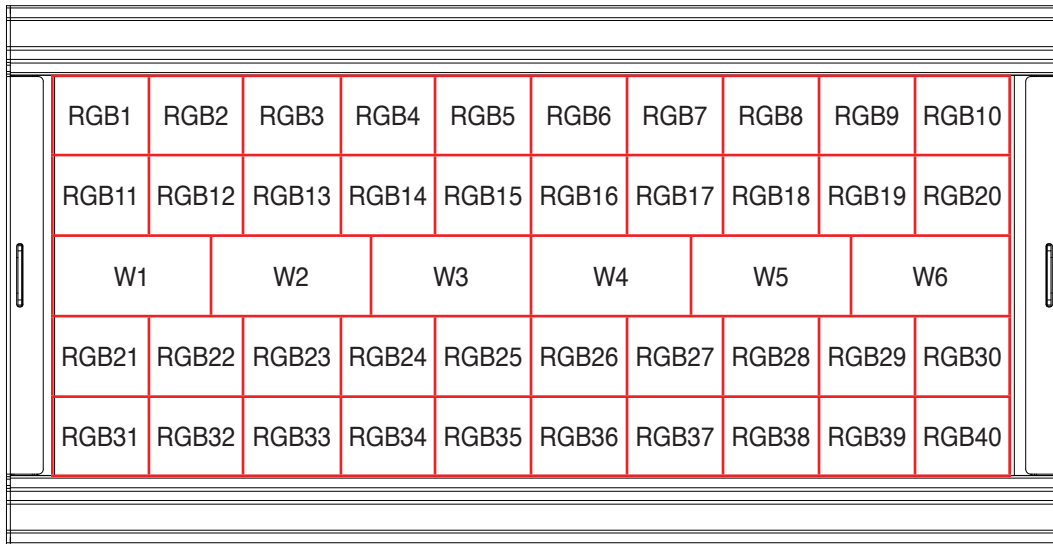 RGB1 RGB2 RGB3 RGB4 RGB5 RGB6 RGB7 RGB8 RGB9 RGB10
RGB11 RGB12 RGB13 RGB14 RGB15 RGB16 RGB17 RGB18 RGB19 RGB20
W1 W2 W3 W4 W5 W6
RGB21 RGB22 RGB23 RGB24 RGB25 RGB26 RGB27 RGB28 RGB29 RGB30
RGB31 RGB32 RGB33 RGB34 RGB35 RGB36 RGB37 RGB38 RGB39 RGB40